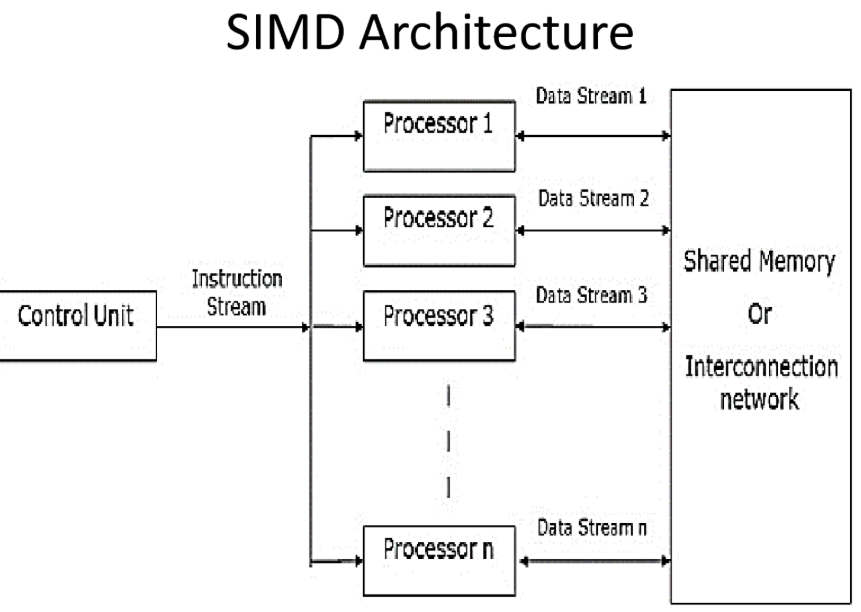 SIMD Architecture
Control Unit
Instruction
Stream
Processor 1
Data Stream 1
Processor 2
Data Stream 2
Processor 3
Data Stream 3
Processor n
Data Stream n
Shared Memory
Or
Interconnection
network